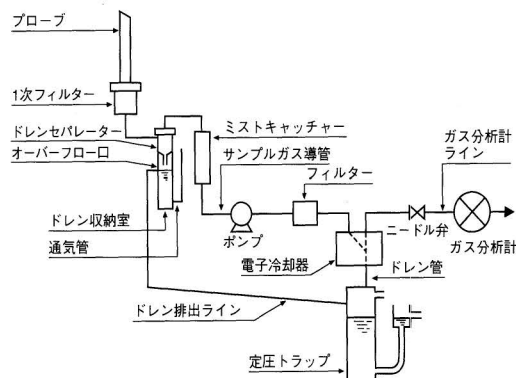 プローブ
1次フィルター
ドレンセパレーター
オーバーフロー口
ドレン収納室
通気管
ミストキャッチャー
サンプルガス導管
フィルター
ポンプ
電子冷却器
ドレン排出ライン
定圧トラップ
ドレン管
ニードル弁
ガス分析計
ライン
ガス分析計